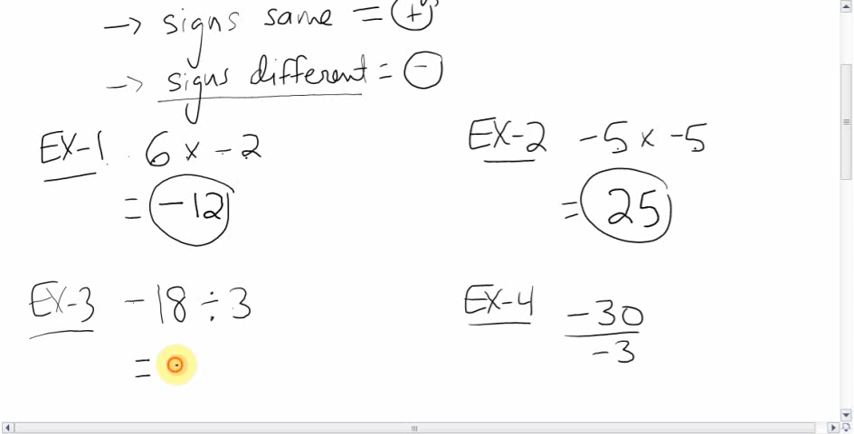 → signs same = +
→ signs different = -
EX-1 6 x -2
= -12
EX-2 -5 x -5
= 25
EX-3 -18 ÷ 3
=
EX-4 -30
-3